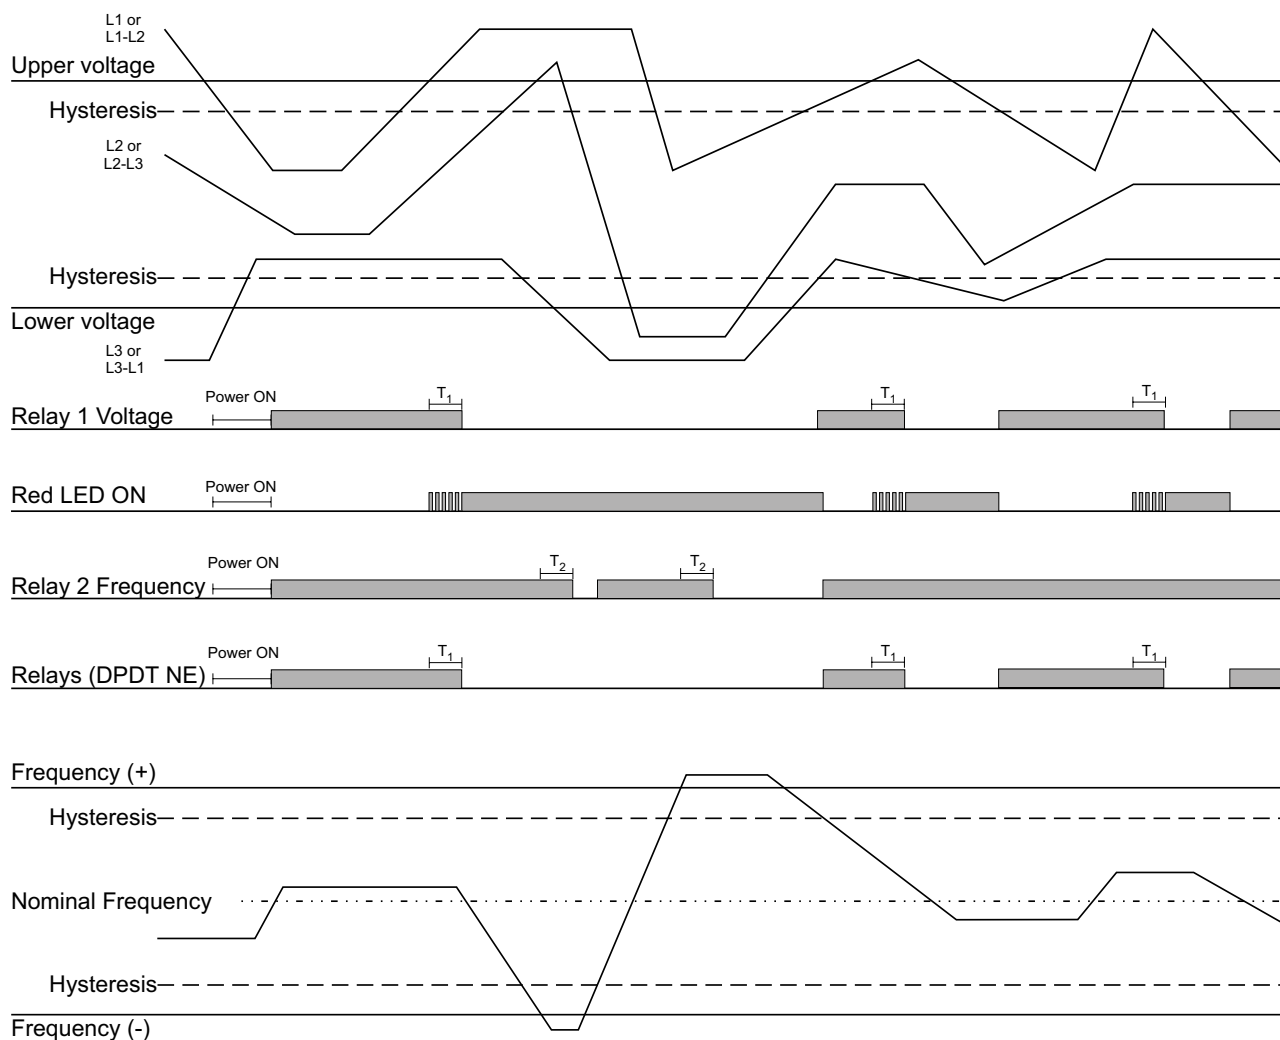 L1 or
L1-L2
Upper voltage
Hysteresis
L2 or
L2-L3
Hysteresis
Lower voltage
L3 or
L3-L1
Power ON
T1
T1
T1
Relay 1 Voltage
Power ON
Red LED ON
Power ON
T2
T2
Relay 2 Frequency
Power ON
T1
T1
T1
Relays (DPDT NE)
Frequency (+)
Hysteresis
Nominal Frequency
Hysteresis
Frequency (-)